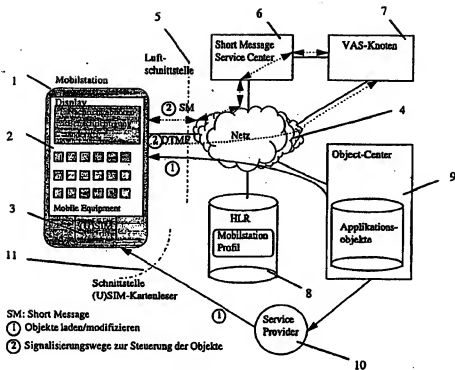 5
6
7
Short Message
Service Center
VAS-Knoten
Luft-
schnittstelle
Mobilstation
1
Display
② SM
4
2
② DTMF
Netz
①
Object-Center
9
Mobile Equipment
HLR
Mobilstation
Profil
Applikations-
objekte
3
(U)SIM
11
8
Schnittstelle
(U)SIM-Kartenleser
①
Service
Provider
10
SM: Short Message
① Objekte laden/modifizieren
② Signalisierungswege zur Steuerung der Objekte